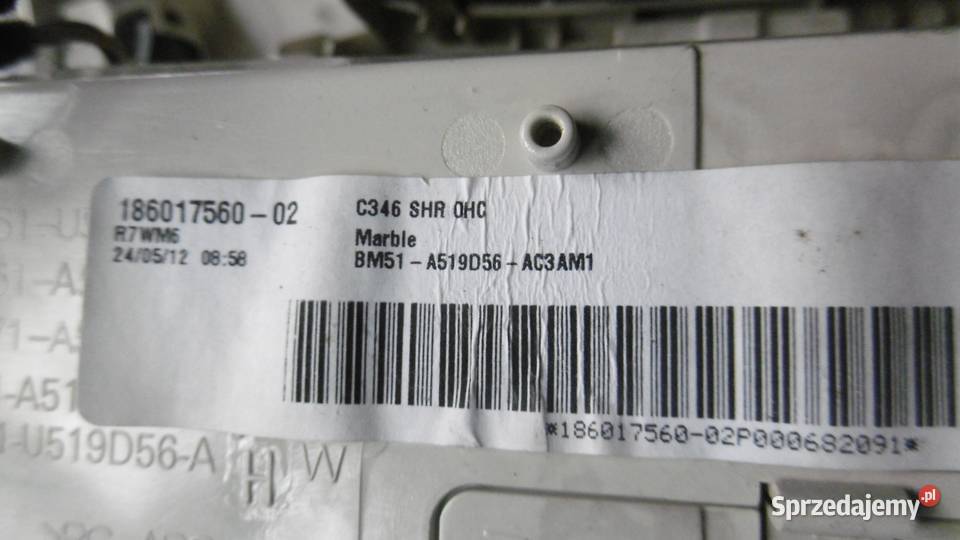 186017560-02
R7WM6
24/05/12 08:58
C346 SHR OHC
Marble
BM51-A519D56-AC3AM1
*186017560-02P000682091*
-A51
-U519D56-A
W
Sprzedajemy.pl